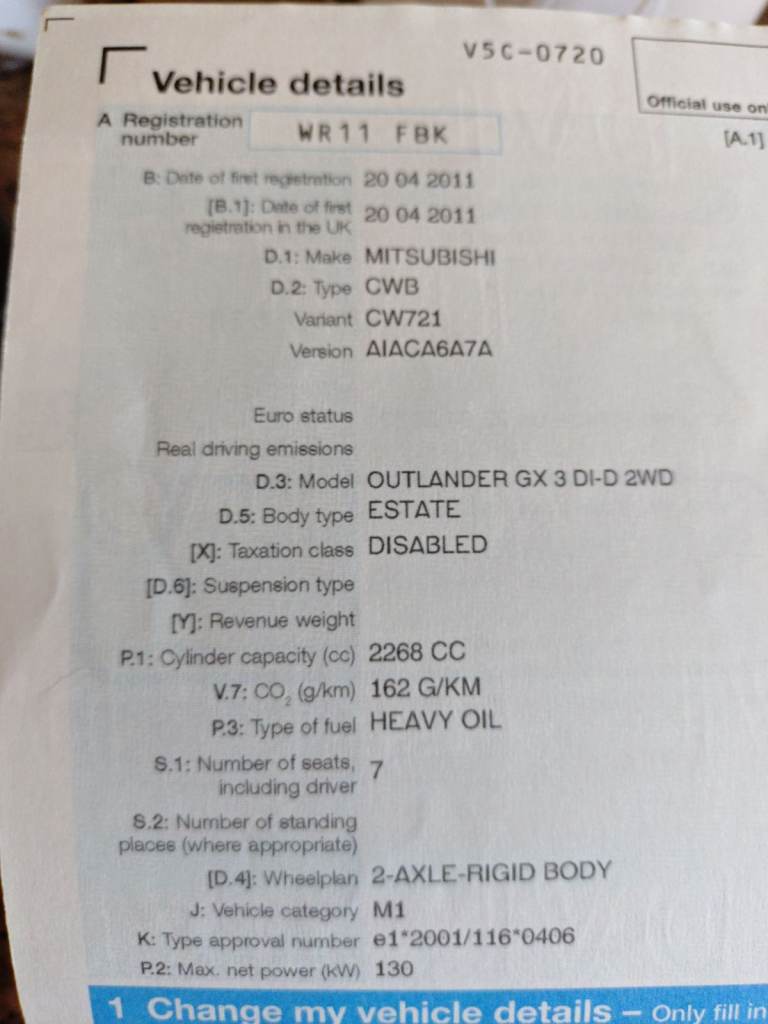 V5C-0720
Vehicle details
Official use on
A Registration number WR11 FBK
[A.1]
B: Date of first registration 20 04 2011
[B.1]: Date of first registration in the UK 20 04 2011
D.1: Make MITSUBISHI
D.2: Type CWB
Variant CW721
Version AIACA6A7A
Euro status
Real driving emissions
D.3: Model OUTLANDER GX 3 DI-D 2WD
D.5: Body type ESTATE
[X]: Taxation class DISABLED
[D.6]: Suspension type
[Y]: Revenue weight
P.1: Cylinder capacity (cc) 2268 CC
V.7: CO₂ (g/km) 162 G/KM
P.3: Type of fuel HEAVY OIL
S.1: Number of seats, including driver 7
S.2: Number of standing places (where appropriate)
[D.4]: Wheelplan 2-AXLE-RIGID BODY
J: Vehicle category M1
K: Type approval number e1*2001/116*0406
P.2: Max. net power (kW) 130
1 Change my vehicle details – Only fill in